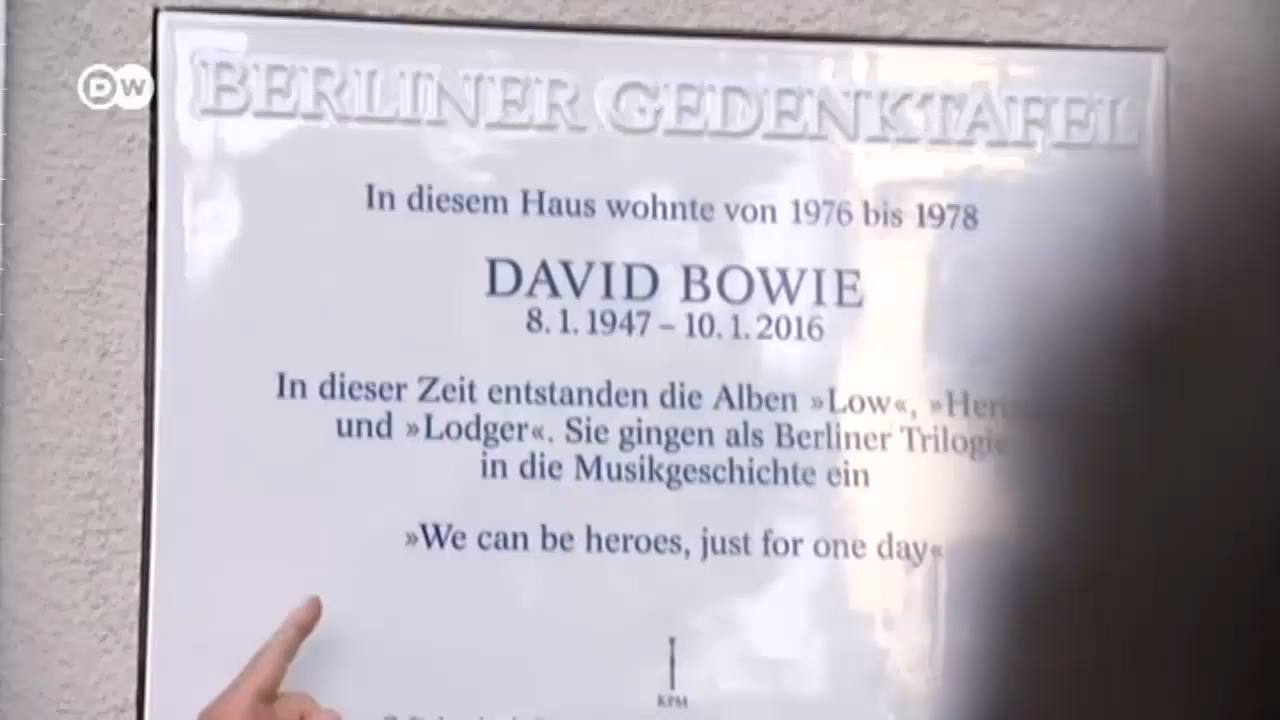 DW
BERLINER GEDENKTAFEL
In diesem Haus wohnte von 1976 bis 1978
DAVID BOWIE
8. 1. 1947 – 10. 1. 2016
In dieser Zeit entstanden die Alben »Low«,
und »Lodger«. Sie gingen als Berliner Trilogie
in die Musikgeschichte ein
»We can be heroes, just for one day«
KPM